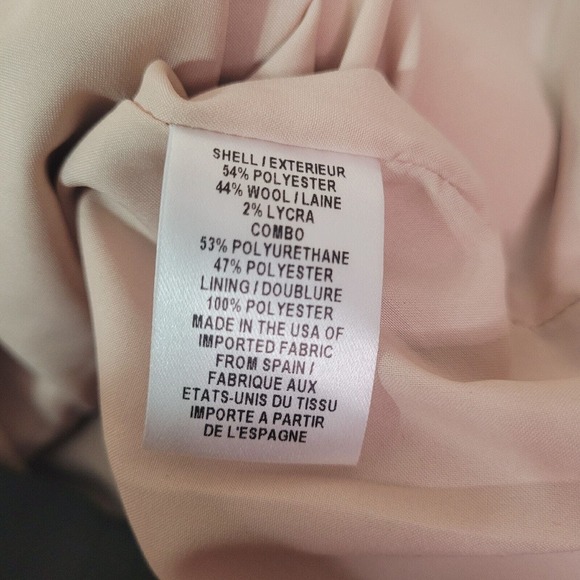 SHELL / EXTERIEUR
54% POLYESTER
44% WOOL / LAINE
2% LYCRA
COMBO
53% POLYURETHANE
47% POLYESTER
LINING / DOUBLURE
100% POLYESTER
MADE IN THE USA OF
IMPORTED FABRIC
FROM SPAIN /
FABRIQUE AUX
ETATS-UNIS DU TISSU
IMPORTE A PARTIR
DE L'ESPAGNE